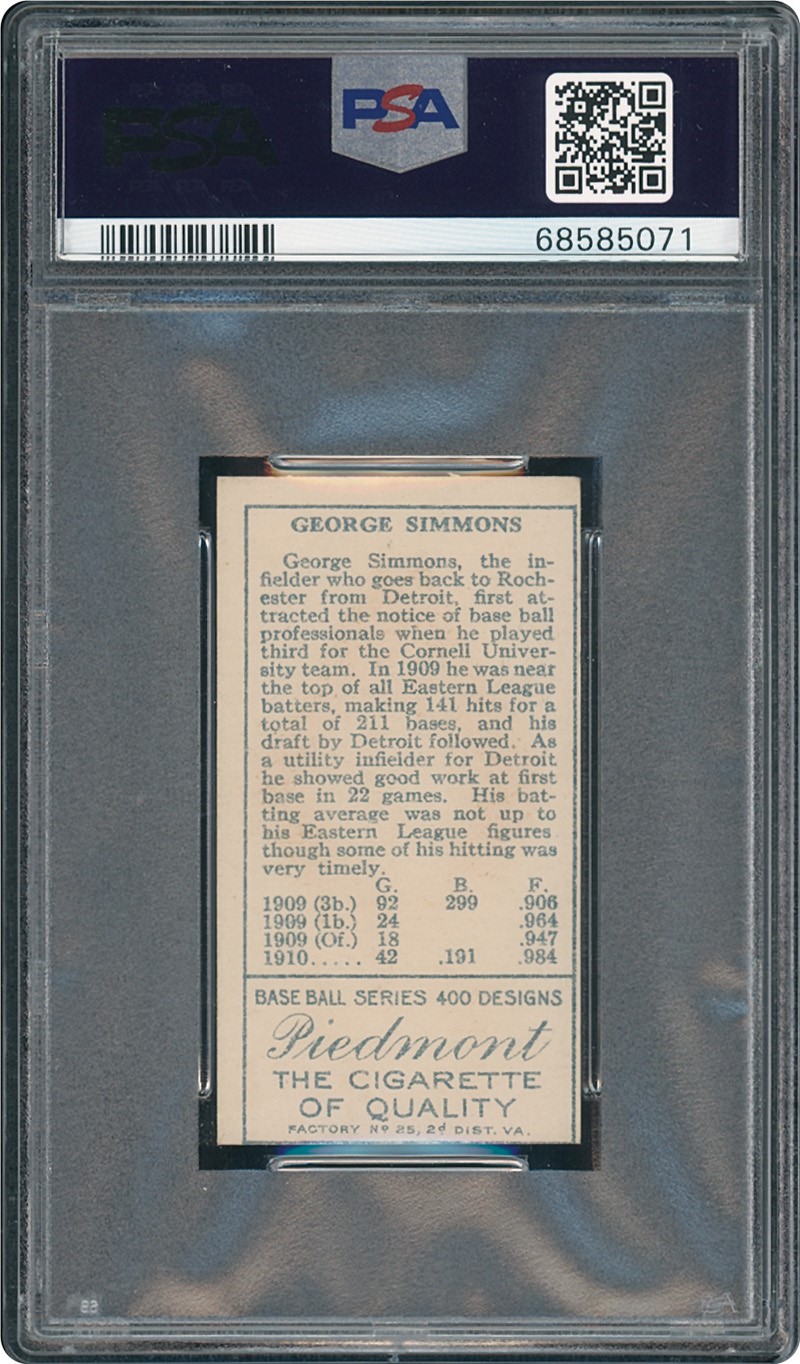 PSA
PSA
68585071
GEORGE SIMMONS
George Simmons, the in-
fielder who goes back to Roch-
ester from Detroit, first at-
tracted the notice of base ball
professionals when he played
third for the Cornell Univer-
sity team. In 1909 he was near
the top of all Eastern League
batters, making 141 hits for a
total of 211 bases, and his
draft by Detroit followed. As
a utility infielder for Detroit
he showed good work at first
base in 22 games. His bat-
ting average was not up to
his Eastern League figures
though some of his hitting was
very timely.
G. B. F.
1909 (3b.) 92 299 .906
1909 (1b.) 24 .964
1909 (Of.) 18 .947
1910..... 42 .191 .984
BASE BALL SERIES 400 DESIGNS
Piedmont
THE CIGARETTE
OF QUALITY
FACTORY Nº 25, 2d DIST. VA.